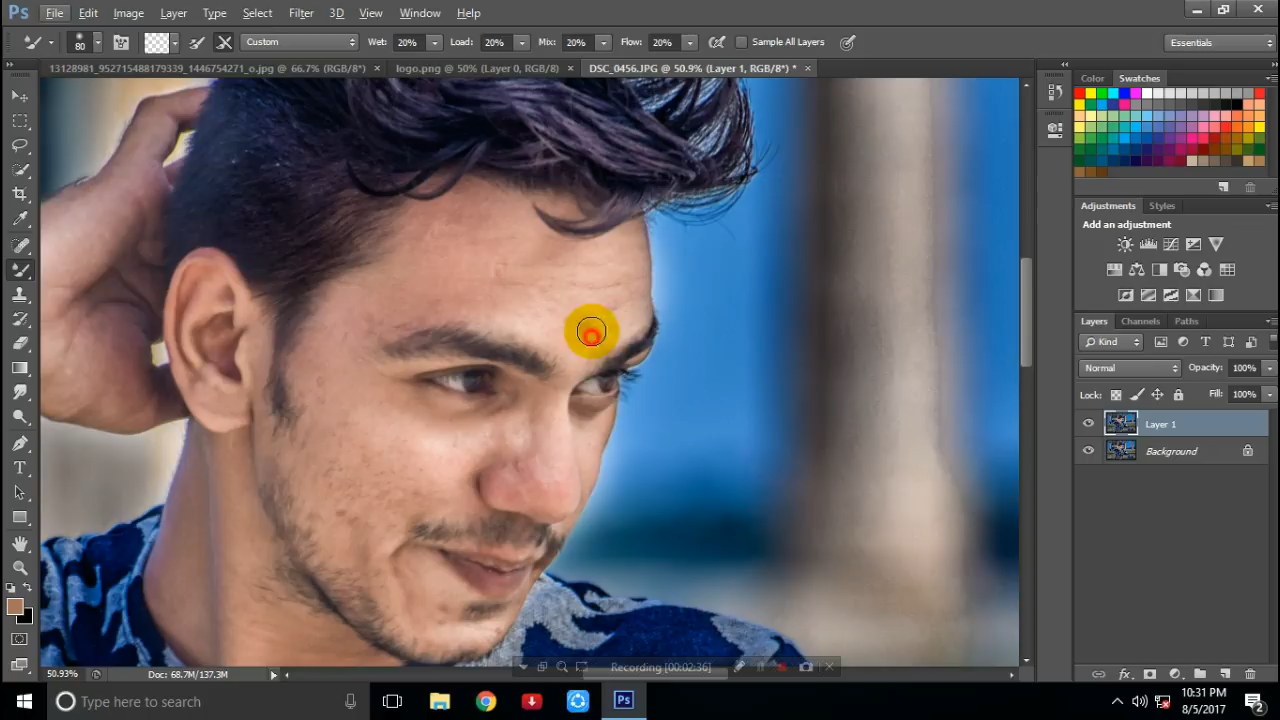 Ps File Edit Image Layer Type Select Filter 3D View Window Help
80 Custom Wet: 20% Load: 20% Mix: 20% Flow: 20% Sample All Layers Essentials
13128981_952715488179339_1446754271_o.jpg @ 66.7% (RGB/8*) × logo.png @ 50% (Layer 0, RGB/8) × DSC_0456.JPG @ 50.9% (Layer 1, RGB/8*) * ×
Color Swatches
Adjustments Styles
Add an adjustment
Layers Channels Paths
Kind
Normal Opacity: 100%
Lock: Fill: 100%
Layer 1
Background
50.93% Doc: 68.7M/137.3M
Recording [00:02:36]
Type here to search
Ps
10:31 PM
8/5/2017
2